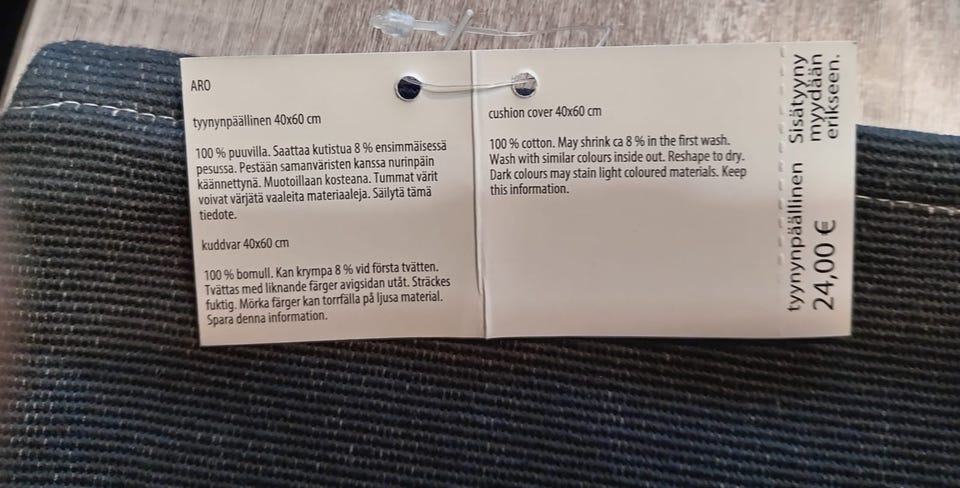 ARO
tyynynpäällinen 40x60 cm
100 % puuvilla. Saattaa kutistua 8 % ensimmäisessä
pesussa. Pestään samanväristen kanssa nurinpäin
käännettynä. Muotoillaan kosteana. Tummat värit
voivat värjätä vaaleita materiaaleja. Säilytä tämä
tiedote.
kuddvar 40x60 cm
100 % bomull. Kan krympa 8 % vid första tvätten.
Tvättas med liknande färger avigsidan utåt. Sträckes
fuktig. Mörka färger kan torrfälla på ljusa material.
Spara denna information.
cushion cover 40x60 cm
100 % cotton. May shrink ca 8 % in the first wash.
Wash with similar colours inside out. Reshape to dry.
Dark colours may stain light coloured materials. Keep
this information.
tyynynpäällinen
24,00 €
Sisätyyny
myydään
erikseen.